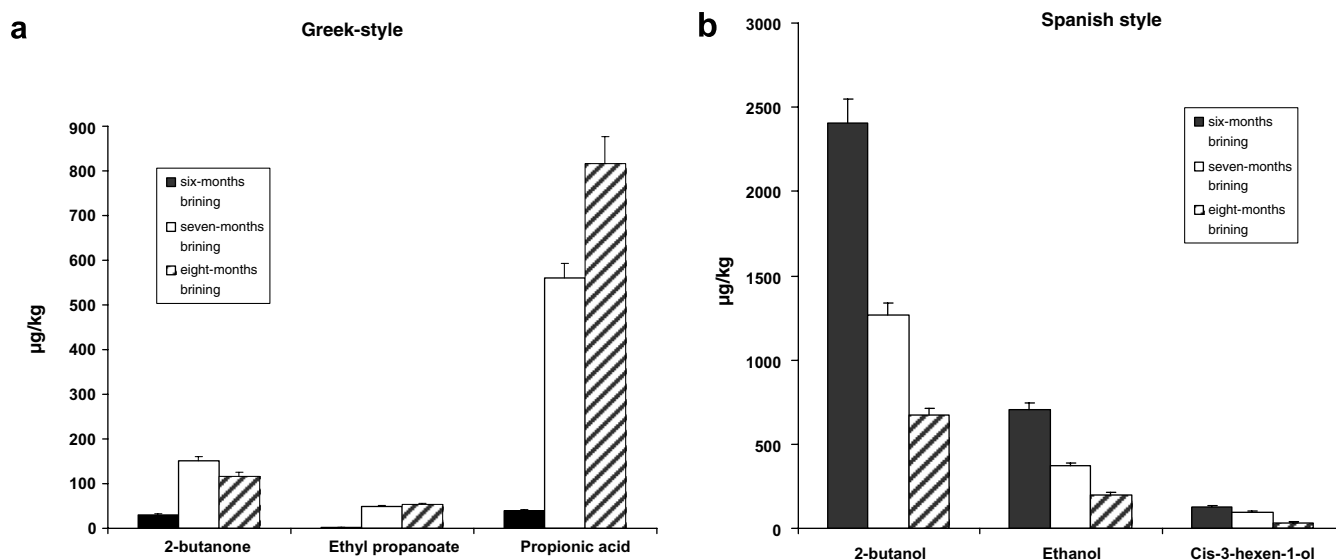 a
Greek-style
900
800
700
600
500
400
300
200
100
0
µg/kg
six-months
brining
seven-months
brining
eight-months
brining
2-butanone
Ethyl propanoate
Propionic acid
b
Spanish style
3000
2500
2000
1500
1000
500
0
µg/kg
six-months
brining
seven-months
brining
eight-months
brining
2-butanol
Ethanol
Cis-3-hexen-1-ol